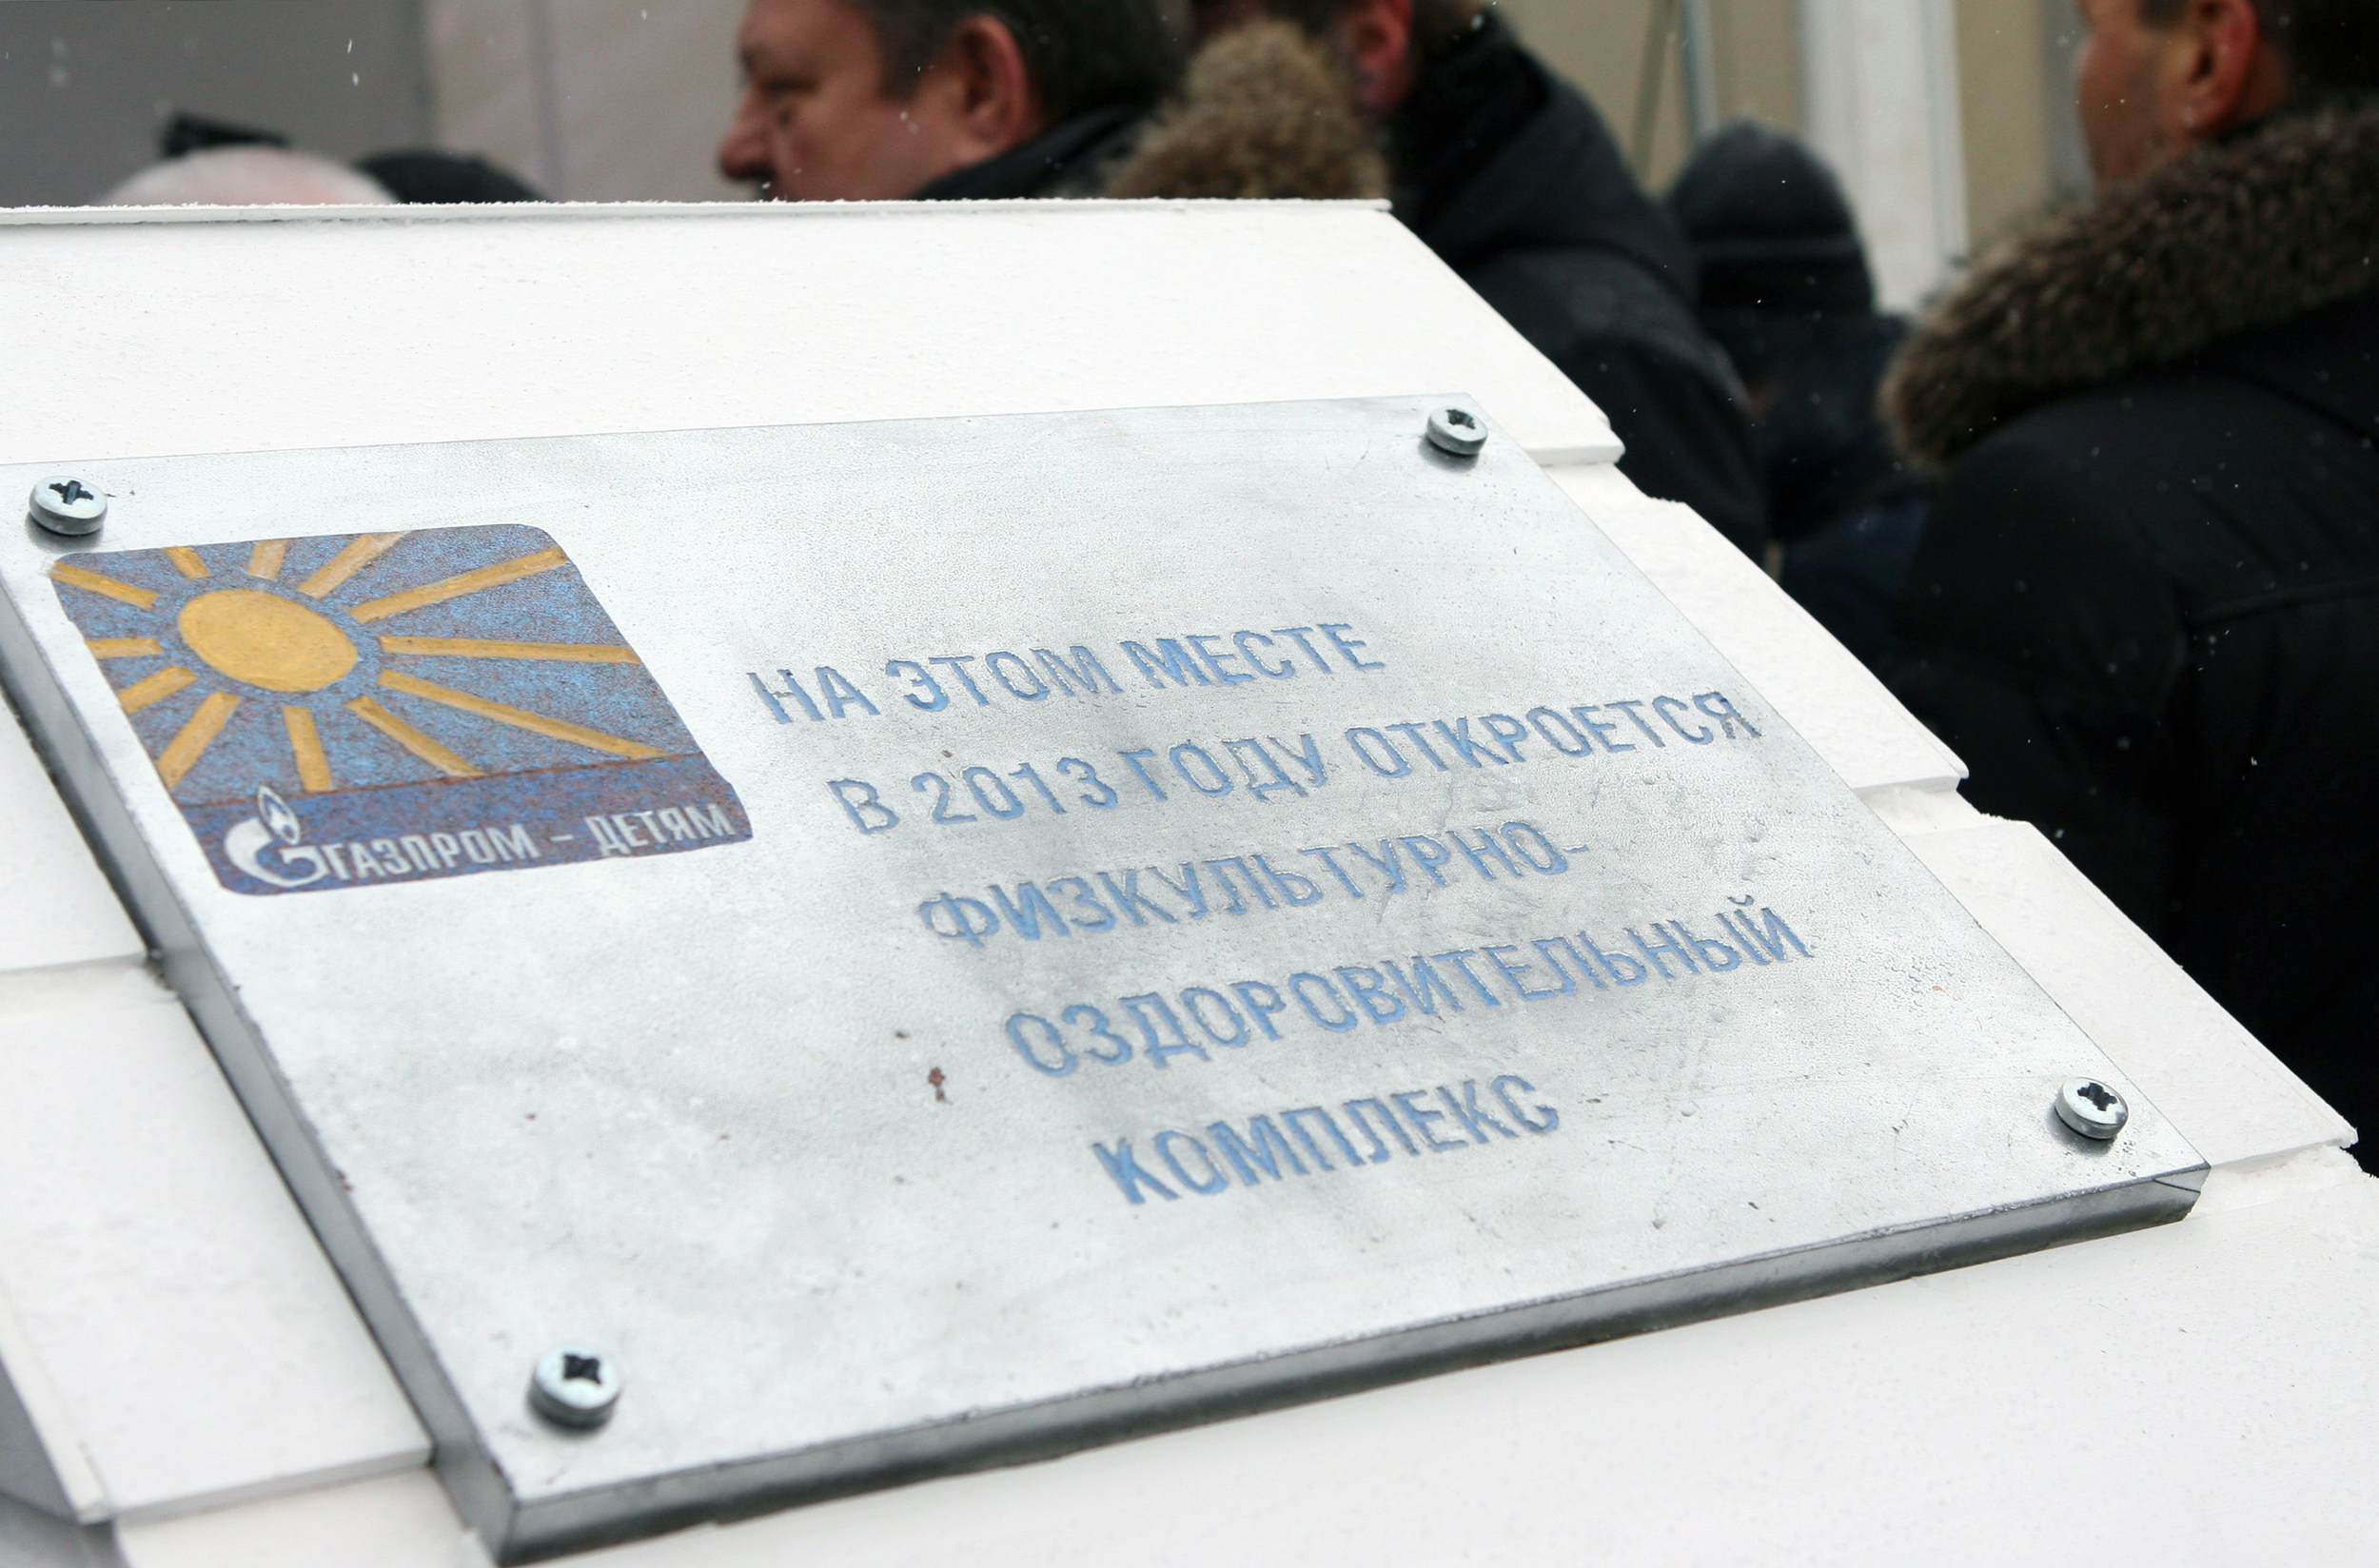 ГАЗПРОМ – ДЕТЯМ
НА ЭТОМ МЕСТЕ
В 2013 ГОДУ ОТКРОЕТСЯ
ФИЗКУЛЬТУРНО-
ОЗДОРОВИТЕЛЬНЫЙ
КОМПЛЕКС